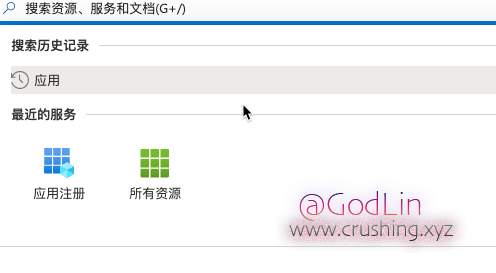 搜索资源、服务和文档(G+/)
搜索历史记录
应用
最近的服务
应用注册 所有资源
@GodLin
www.crushing.xyz